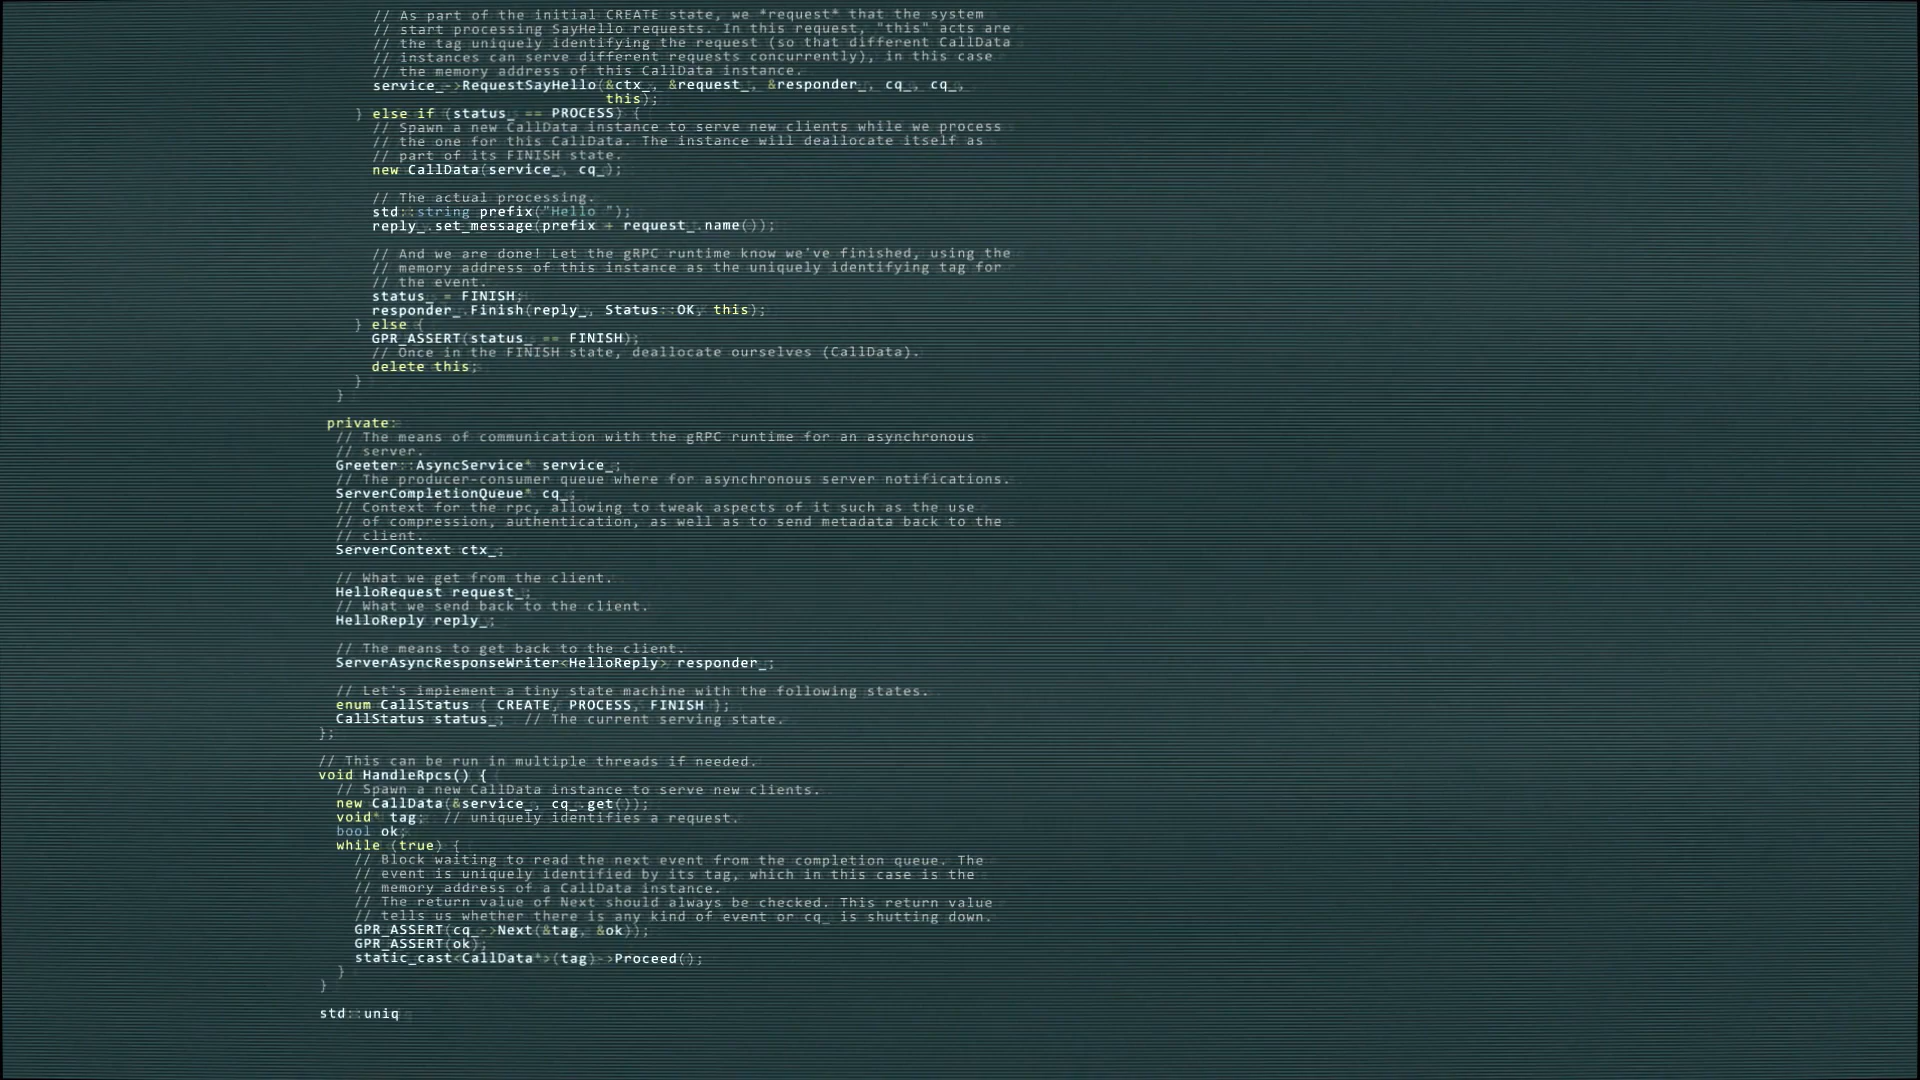 // As part of the initial CREATE state, we *request* that the system
// start processing SayHello requests. In this request, "this" acts are
// the tag uniquely identifying the request (so that different CallData
// instances can serve different requests concurrently), in this case
// the memory address of this CallData instance.
service_->RequestSayHello(&ctx_, &request_, &responder_, cq_, cq_,
this);
} else if (status_ == PROCESS) {
// Spawn a new CallData instance to serve new clients while we process
// the one for this CallData. The instance will deallocate itself as
// part of its FINISH state.
new CallData(service_, cq_);
// The actual processing.
std::string prefix("Hello ");
reply_.set_message(prefix + request_.name());
// And we are done! Let the gRPC runtime know we've finished, using the
// memory address of this instance as the uniquely identifying tag for
// the event.
status_ = FINISH;
responder_.Finish(reply_, Status::OK, this);
} else {
GPR_ASSERT(status_ == FINISH);
// Once in the FINISH state, deallocate ourselves (CallData).
delete this;
}
}
private:
// The means of communication with the gRPC runtime for an asynchronous
// server.
Greeter::AsyncService* service_;
// The producer-consumer queue where for asynchronous server notifications.
ServerCompletionQueue* cq_;
// Context for the rpc, allowing to tweak aspects of it such as the use
// of compression, authentication, as well as to send metadata back to the
// client.
ServerContext ctx_;
// What we get from the client.
HelloRequest request_;
// What we send back to the client.
HelloReply reply_;
// The means to get back to the client.
ServerAsyncResponseWriter<HelloReply> responder_;
// Let's implement a tiny state machine with the following states.
enum CallStatus { CREATE, PROCESS, FINISH };
CallStatus status_;  // The current serving state.
};
// This can be run in multiple threads if needed.
void HandleRpcs() {
// Spawn a new CallData instance to serve new clients.
new CallData(&service_, cq_.get());
void* tag;  // uniquely identifies a request.
bool ok;
while (true) {
// Block waiting to read the next event from the completion queue. The
// event is uniquely identified by its tag, which in this case is the
// memory address of a CallData instance.
// The return value of Next should always be checked. This return value
// tells us whether there is any kind of event or cq_ is shutting down.
GPR_ASSERT(cq_->Next(&tag, &ok));
GPR_ASSERT(ok);
static_cast<CallData*>(tag)->Proceed();
}
}
std::uniq